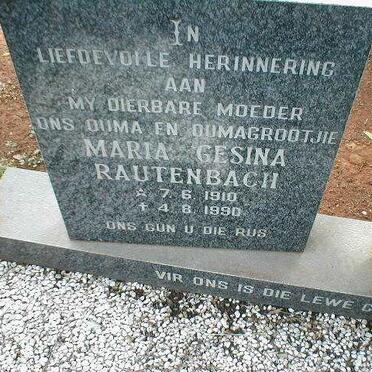 IN
LIEFDEVOLLE HERINNERING
AAN
MY DIERBARE MOEDER
ONS OUMA EN OUMAGROOTJIE
MARIA GESINA
RAUTENBACH
* 7.6.1910
† 4.8.1990
ONS GUN U DIE RUS
VIR ONS IS DIE LEWE